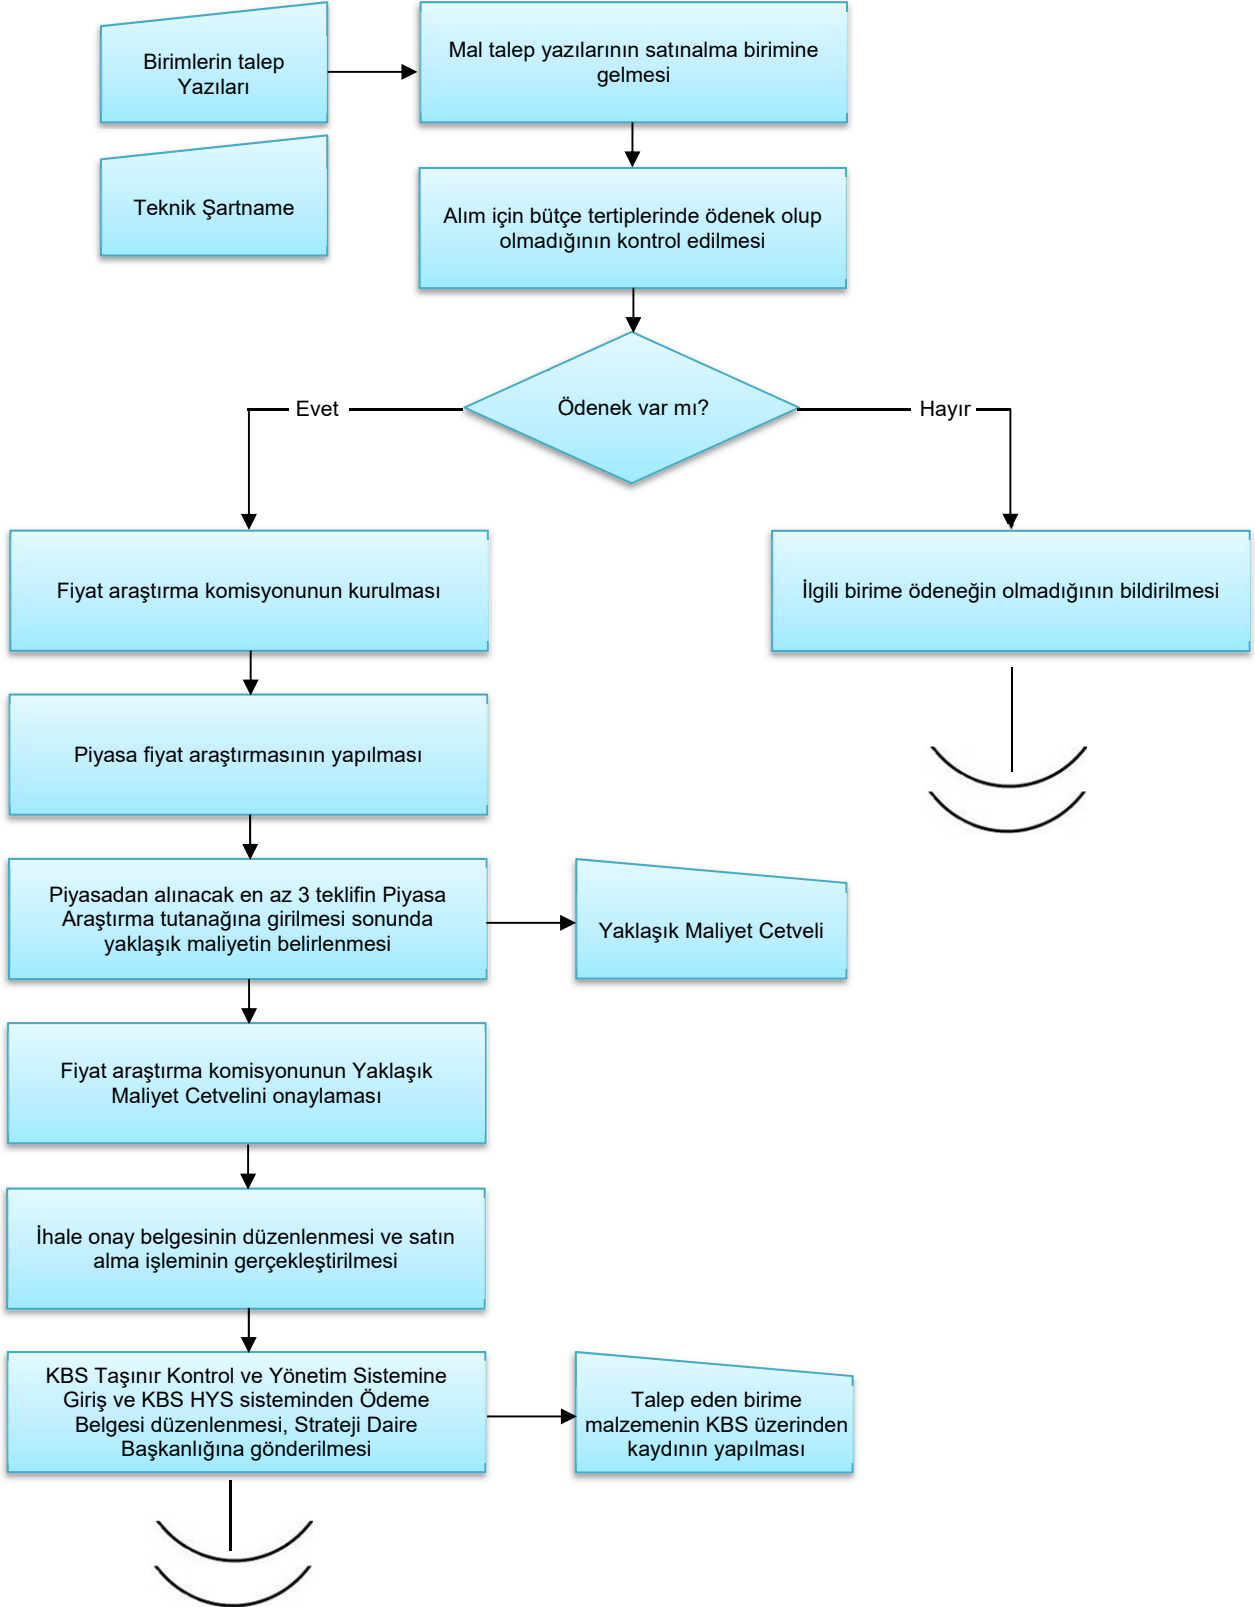 Birimlerin talep
Yazıları
Mal talep yazılarının satınalma birimine
gelmesi
Teknik Şartname
Alım için bütçe tertiplerinde ödenek olup
olmadığının kontrol edilmesi
Ödenek var mı?
Evet
Hayır
Fiyat araştırma komisyonunun kurulması
İlgili birime ödeneğin olmadığının bildirilmesi
Piyasa fiyat araştırmasının yapılması
Piyasadan alınacak en az 3 teklifin Piyasa
Araştırma tutanağına girilmesi sonunda
yaklaşık maliyetin belirlenmesi
Yaklaşık Maliyet Cetveli
Fiyat araştırma komisyonunun Yaklaşık
Maliyet Cetvelini onaylaması
İhale onay belgesinin düzenlenmesi ve satın
alma işleminin gerçekleştirilmesi
KBS Taşınır Kontrol ve Yönetim Sistemine
Giriş ve KBS HYS sisteminden Ödeme
Belgesi düzenlenmesi, Strateji Daire
Başkanlığına gönderilmesi
Talep eden birime
malzemenin KBS üzerinden
kaydının yapılması